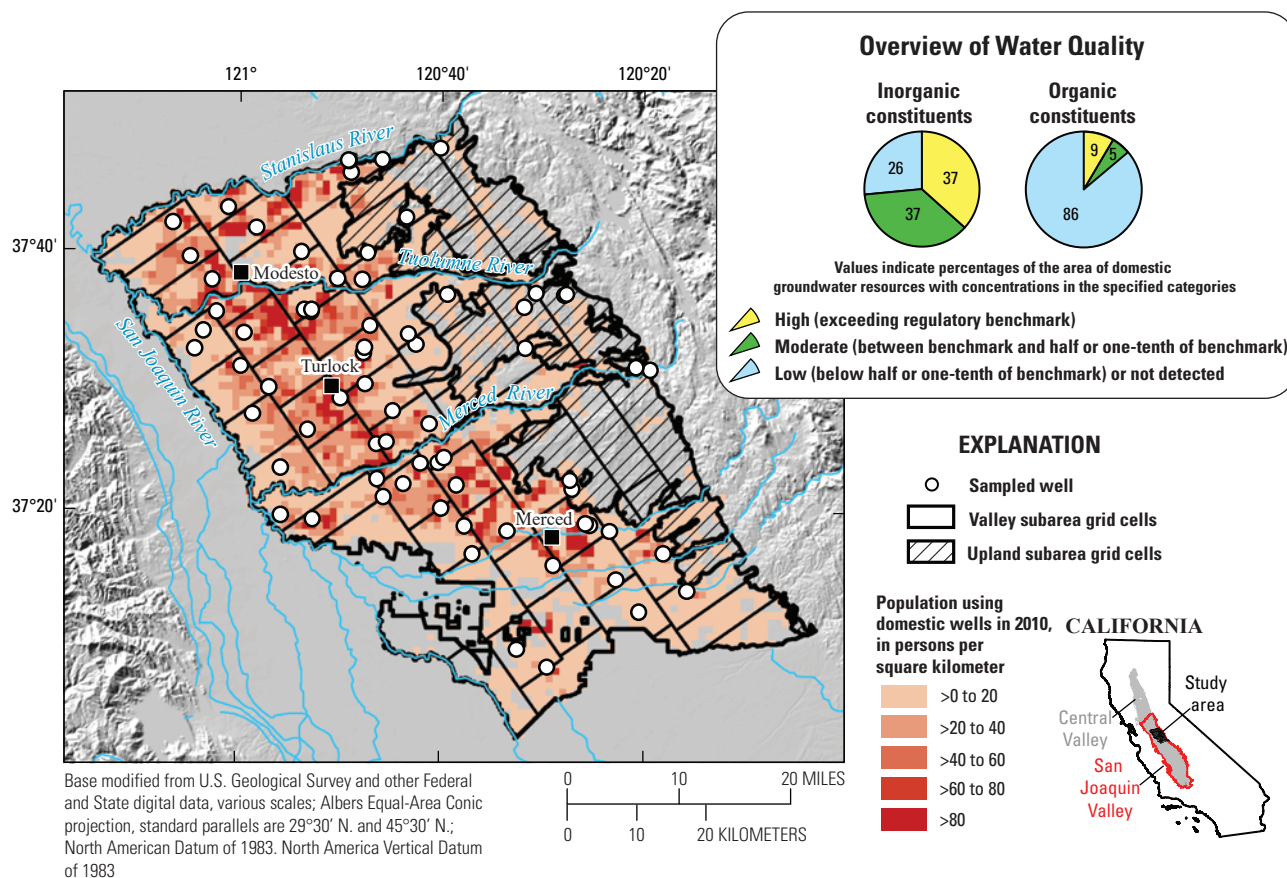 Overview of Water Quality
Inorganic
constituents
Organic
constituents
26
37
37
9
5
86
Values indicate percentages of the area of domestic
groundwater resources with concentrations in the specified categories
High (exceeding regulatory benchmark)
Moderate (between benchmark and half or one-tenth of benchmark)
Low (below half or one-tenth of benchmark) or not detected
121°
120°40'
120°20'
37°40'
37°20'
Stanislaus River
Modesto
Tuolumne River
San Joaquin River
Turlock
Merced River
Merced
EXPLANATION
Sampled well
Valley subarea grid cells
Upland subarea grid cells
Population using
domestic wells in 2010,
in persons per
square kilometer
>0 to 20
>20 to 40
>40 to 60
>60 to 80
>80
CALIFORNIA
Study
area
Central
Valley
San
Joaquin
Valley
Base modified from U.S. Geological Survey and other Federal
and State digital data, various scales; Albers Equal-Area Conic
projection, standard parallels are 29°30' N. and 45°30' N.;
North American Datum of 1983. North America Vertical Datum
of 1983
0 10 20 MILES
0 10 20 KILOMETERS